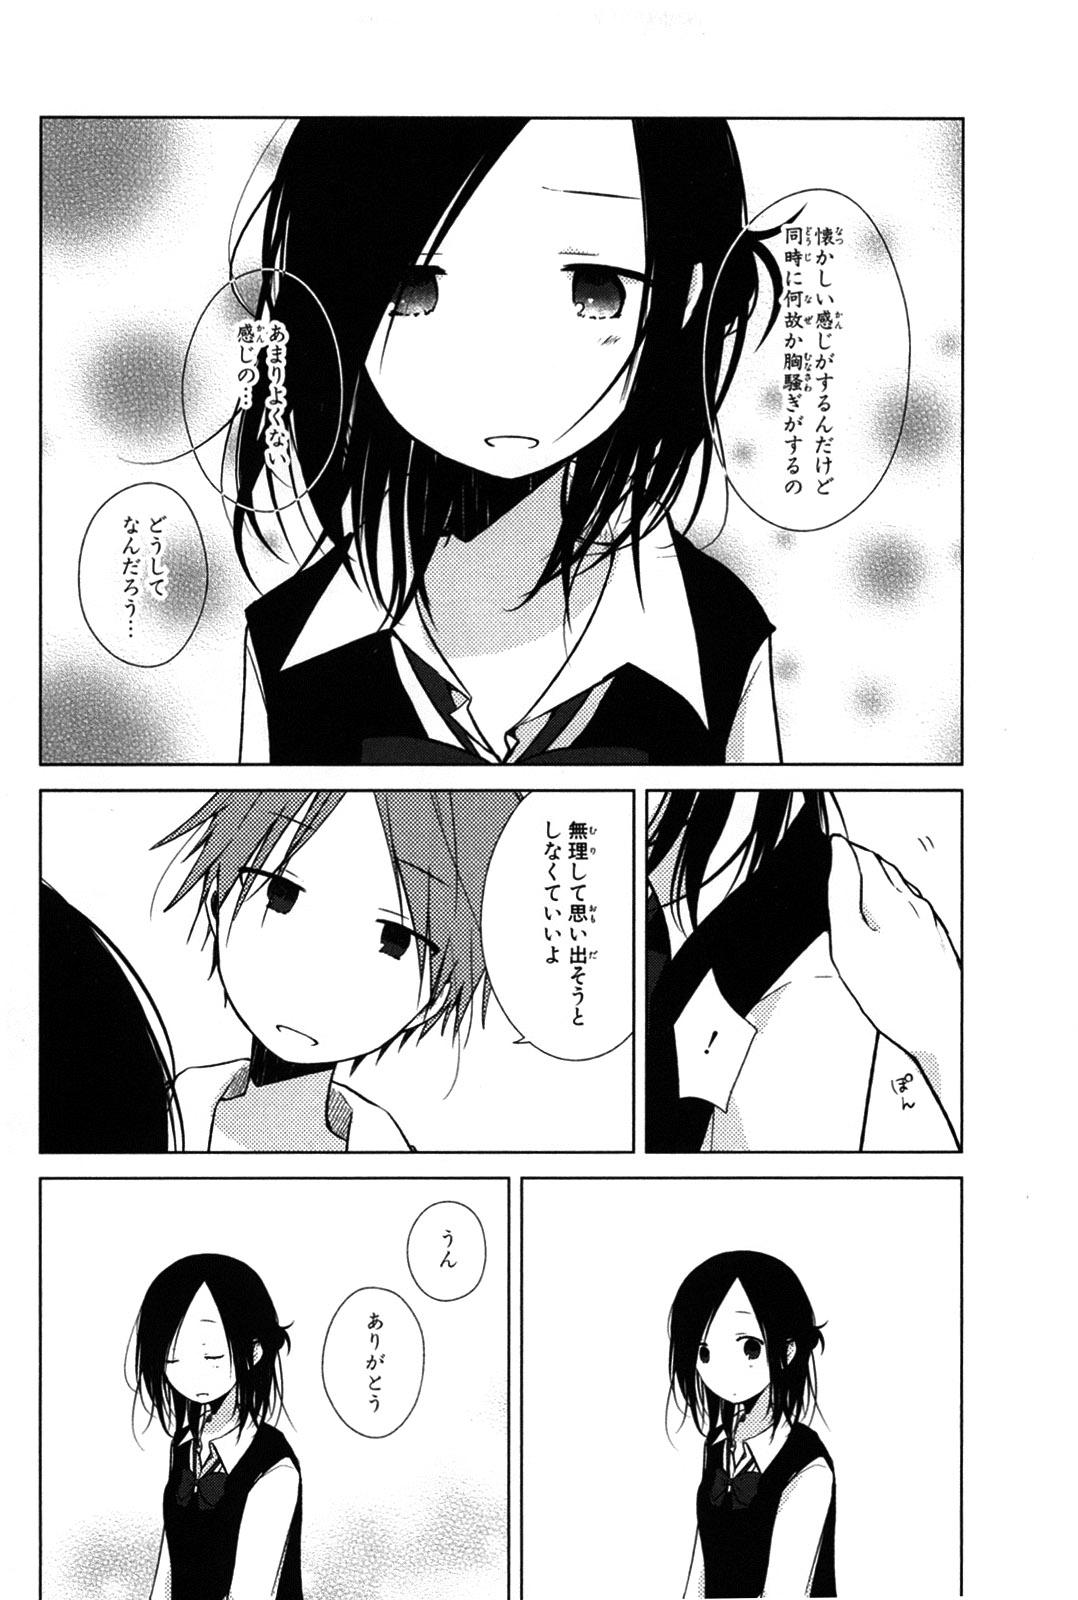 懐かしい感じがするんだけど
同時に何故か胸騒ぎがするの
あまりよくない
感じの…
どうして
なんだろう…
！
ぽん
無理して思い出そうと
しなくていいよ
うん
ありがとう